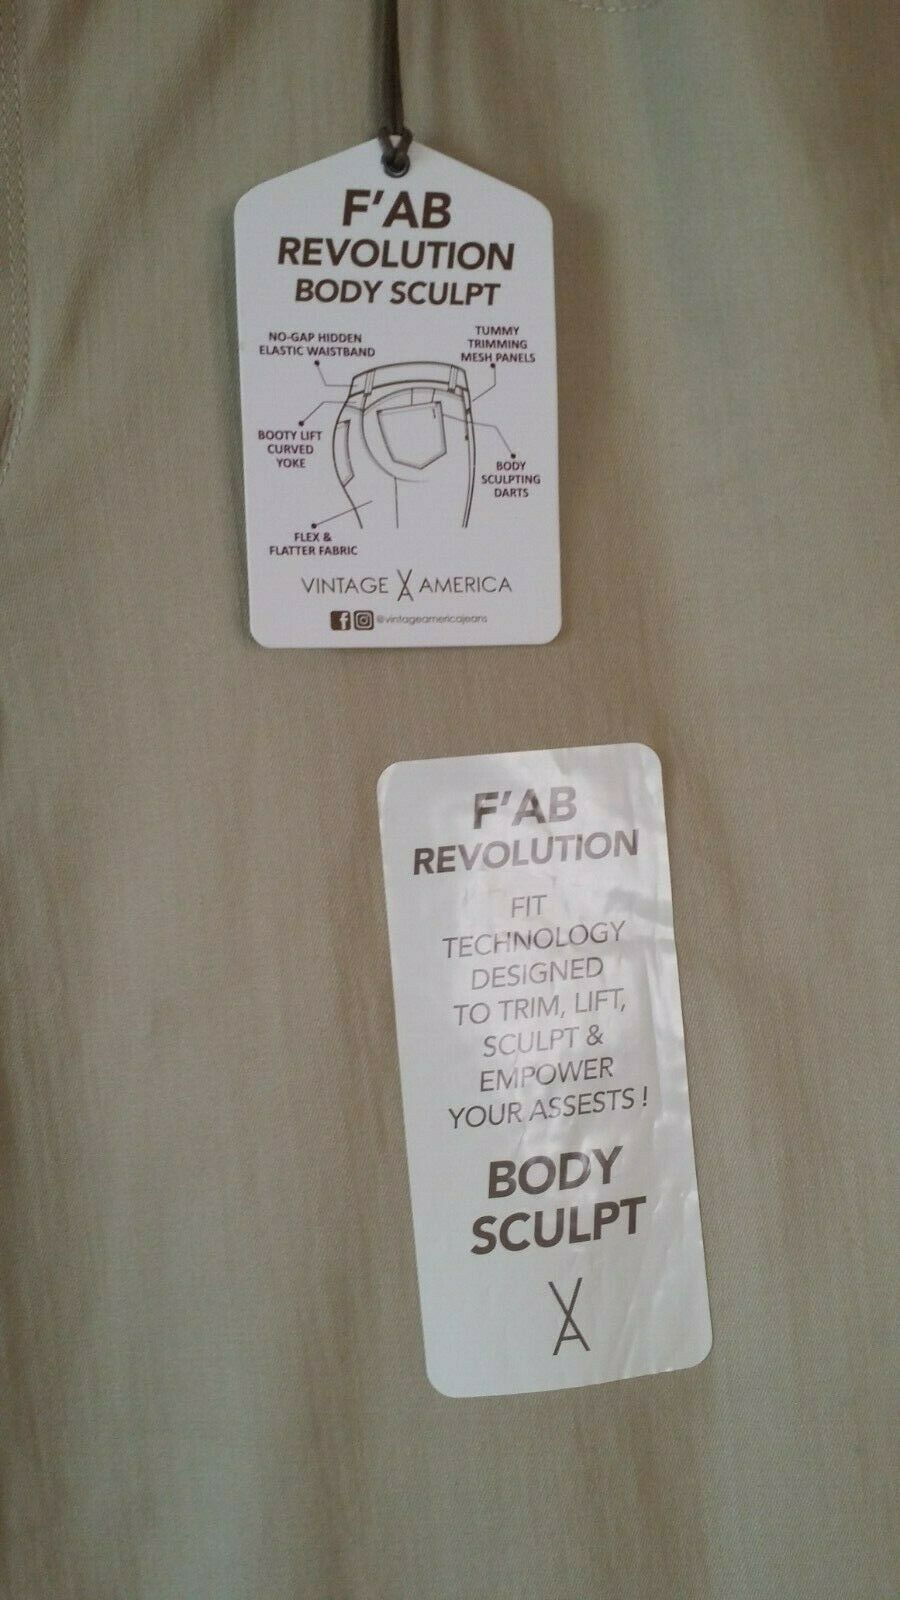 F'AB
REVOLUTION
BODY SCULPT
NO-GAP HIDDEN
ELASTIC WAISTBAND
TUMMY
TRIMMING
MESH PANELS
BOOTY LIFT
CURVED
YOKE
BODY
SCULPTING
DARTS
FLEX &
FLATTER FABRIC
VINTAGE VA AMERICA
@vintageamericajeans
F'AB
REVOLUTION
FIT
TECHNOLOGY
DESIGNED
TO TRIM, LIFT,
SCULPT &
EMPOWER
YOUR ASSESTS !
BODY
SCULPT
VA